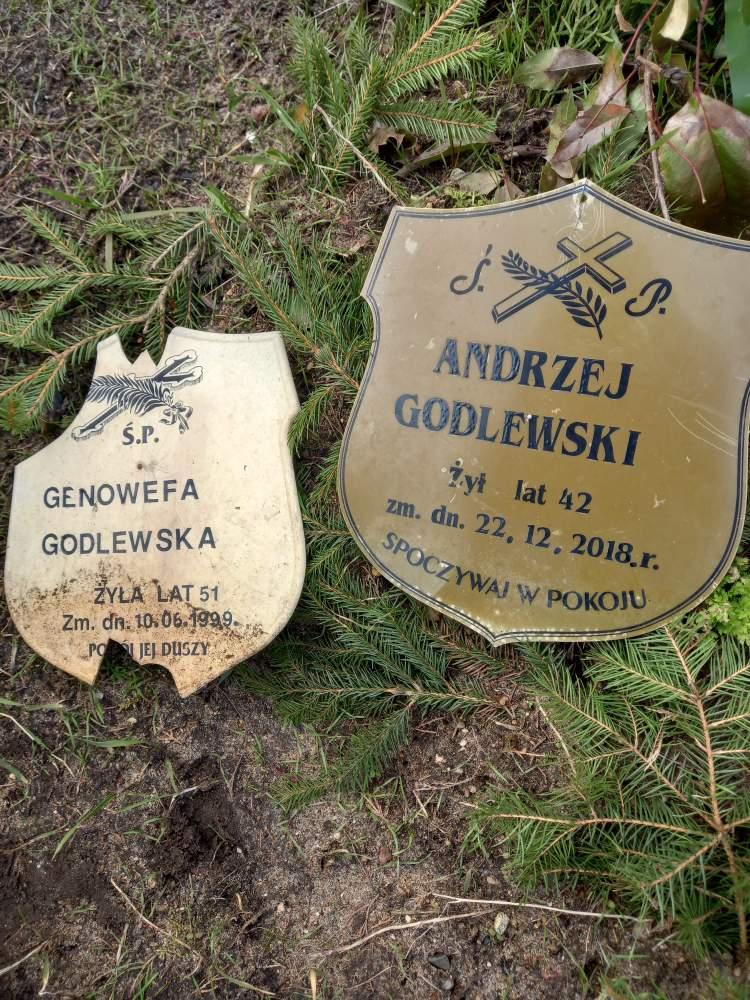 Ś.P.
GENOWEFA
GODLEWSKA
ŻYŁA LAT 51
Zm. dn. 10.06.1999.
JEJ DUSZY
Ś. P.
ANDRZEJ
GODLEWSKI
Żył lat 42
zm. dn. 22. 12. 2018.r.
SPOCZYWAJ W POKOJU